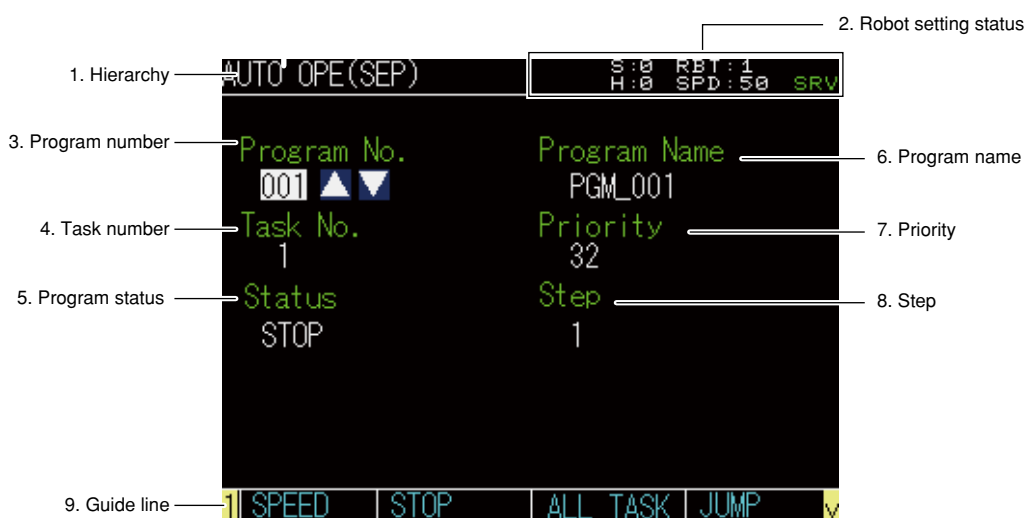 2. Robot setting status
1. Hierarchy
AUTO OPE(SEP) S:0 RBT:1
H:0 SPD:50 SRV
3. Program number
Program No. Program Name
6. Program name
001 ▲ ▼ PGM_001
4. Task number
Task No. Priority
7. Priority
1 32
5. Program status
Status Step
8. Step
STOP 1
9. Guide line
1 SPEED STOP ALL TASK JUMP v